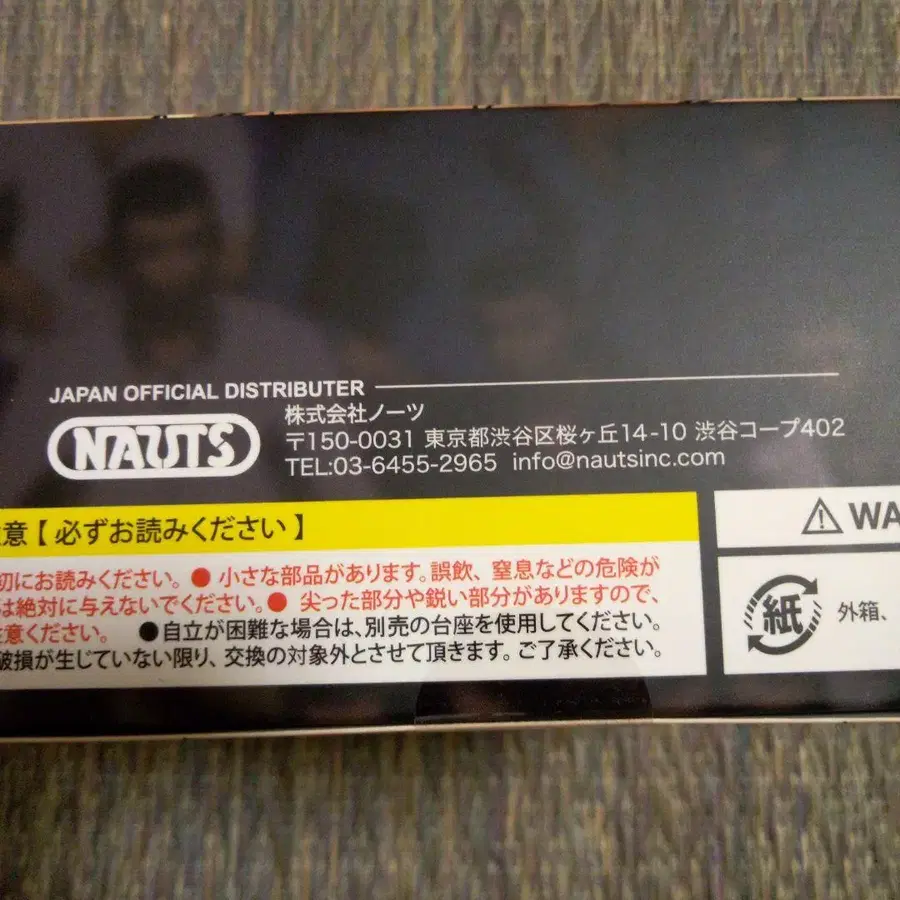 JAPAN OFFICIAL DISTRIBUTER
NAUTS
株式会社ノーツ
〒150-0031 東京都渋谷区桜ヶ丘14-10 渋谷コープ402
TEL:03-6455-2965 info@nautsinc.com
意【 必ずお読みください 】
切にお読みください。● 小さな部品があります。誤飲、窒息などの危険が
は絶対に与えないでください。● 尖った部分や鋭い部分がありますので、
注意ください。 ●自立が困難な場合は、別売の台座を使用してください。
破損が生じていない限り、交換の対象外とさせて頂きます。ご了承ください。
⚠ WA
紙
外箱、